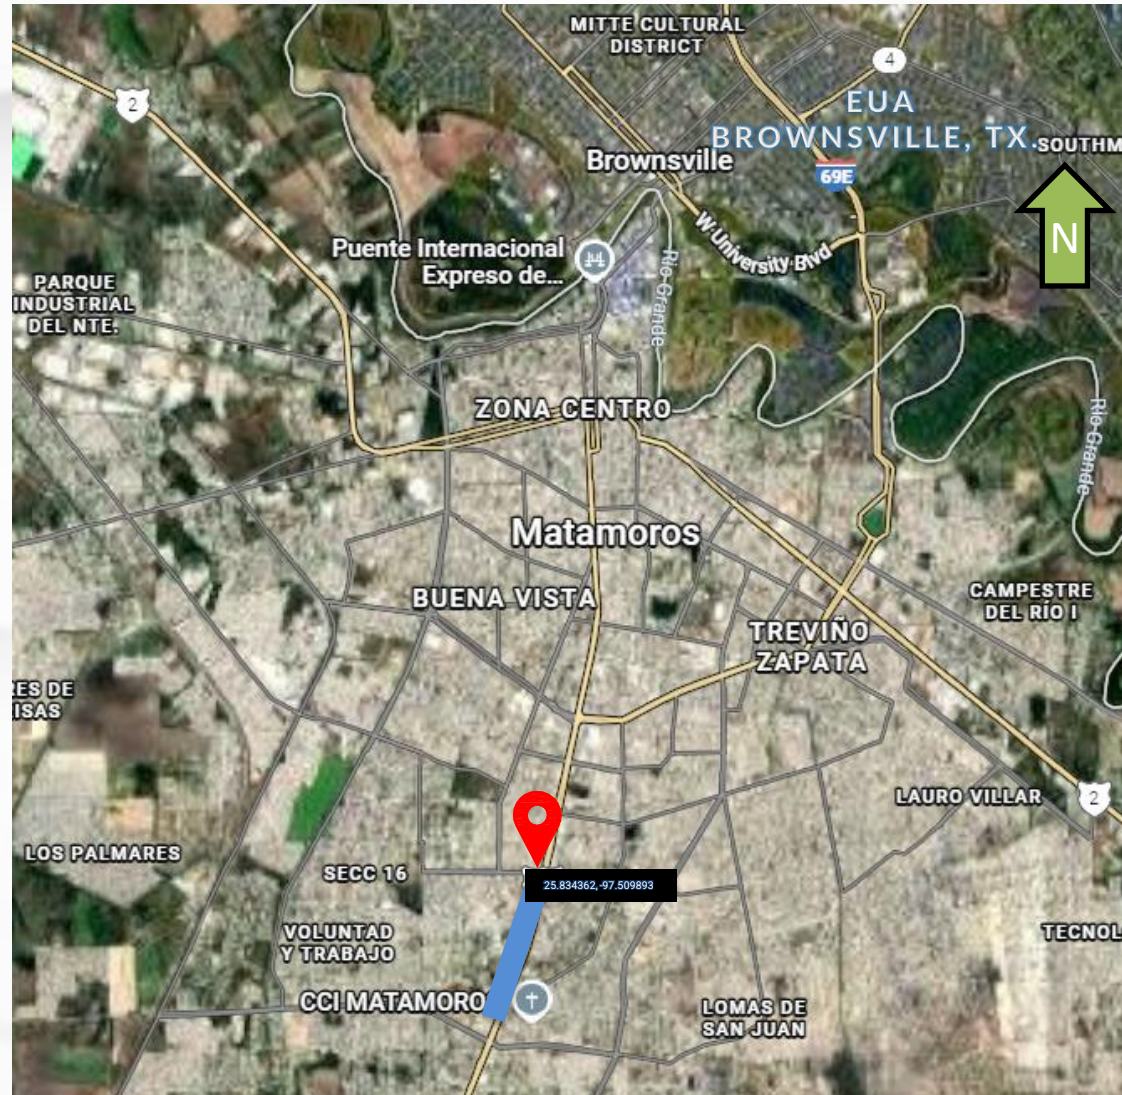 MITTE CULTURAL
DISTRICT
4
2
EUA
BROWNSVILLE, TX.
SOUTHM
Brownsville
69E
N
W University Blvd
Puente Internacional
Expreso de...
Rio Grande
PARQUE
INDUSTRIAL
DEL NTE.
ZONA CENTRO
Rio Grande
Matamoros
BUENA VISTA
CAMPESTRE
DEL RÍO I
TREVIÑO
ZAPATA
RES DE
ISAS
LAURO VILLAR
2
LOS PALMARES
SECC 16
25.834362,-97.509893
VOLUNTAD
Y TRABAJO
TECNOL
CCI MATAMORO
LOMAS DE
SAN JUAN